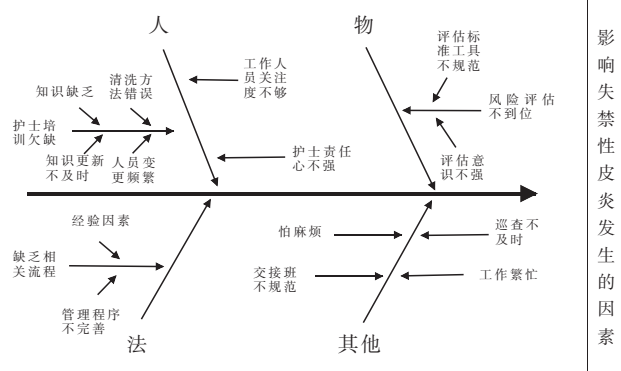 人
物
工作人
员关注
度不够
清洗方
法错误
知识缺乏
护士培
训欠缺
知识更新
不及时
人员变
更频繁
护士责任
心不强
评估标
准工具
不规范
风险评估
不到位
评估意
识不强
经验因素
缺乏相
关流程
管理程序
不完善
法
怕麻烦
交接班
不规范
巡查不
及时
工作繁忙
其他
影响失禁性皮炎发生的因素